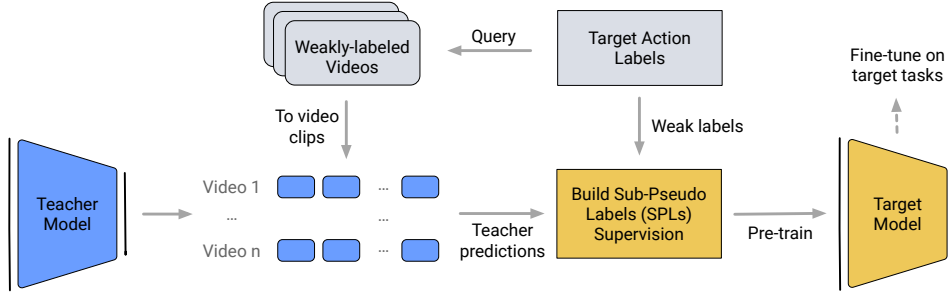 Weakly-labeled
Videos
Query
Target Action
Labels
Fine-tune on
target tasks
To video
clips
Weak labels
Teacher
Model
Video 1
...
...
...
Video n
...
Teacher
predictions
Build Sub-Pseudo
Labels (SPLs)
Supervision
Pre-train
Target
Model